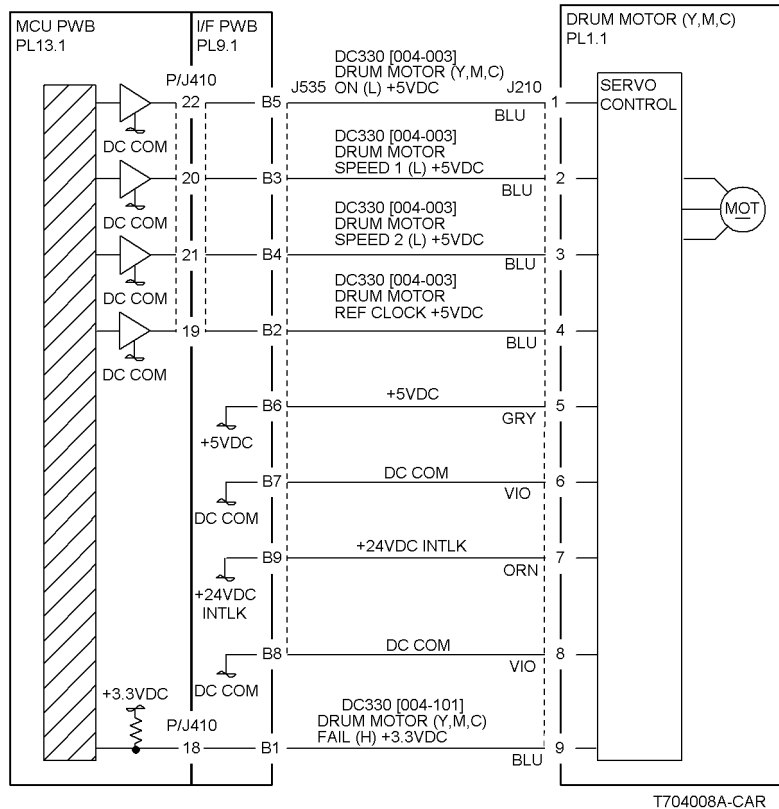 MCU PWB
PL13.1
I/F PWB
PL9.1
DRUM MOTOR (Y,M,C)
PL1.1
P/J410
J535
DC330 [004-003]
DRUM MOTOR (Y,M,C)
ON (L) +5VDC
J210
SERVO
CONTROL
22
B5
BLU
1
DC COM
DC330 [004-003]
DRUM MOTOR
SPEED 1 (L) +5VDC
20
B3
BLU
2
DC COM
MOT
DC330 [004-003]
DRUM MOTOR
SPEED 2 (L) +5VDC
21
B4
BLU
3
DC COM
DC330 [004-003]
DRUM MOTOR
REF CLOCK +5VDC
19
B2
BLU
4
DC COM
B6
+5VDC
GRY
5
+5VDC
B7
DC COM
VIO
6
DC COM
B9
+24VDC INTLK
ORN
7
+24VDC
INTLK
B8
DC COM
VIO
8
DC COM
+3.3VDC
P/J410
DC330 [004-101]
DRUM MOTOR (Y,M,C)
FAIL (H) +3.3VDC
18
B1
BLU
9
T704008A-CAR